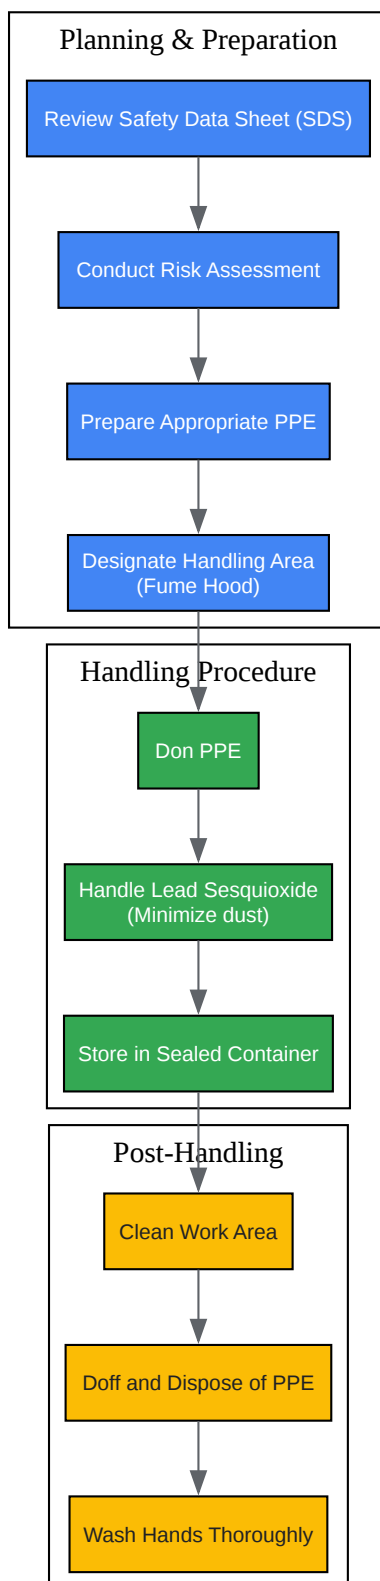 Planning & Preparation
Review Safety Data Sheet (SDS)
Conduct Risk Assessment
Prepare Appropriate PPE
Designate Handling Area
(Fume Hood)
Handling Procedure
Don PPE
Handle Lead Sesquioxide
(Minimize dust)
Store in Sealed Container
Post-Handling
Clean Work Area
Doff and Dispose of PPE
Wash Hands Thoroughly